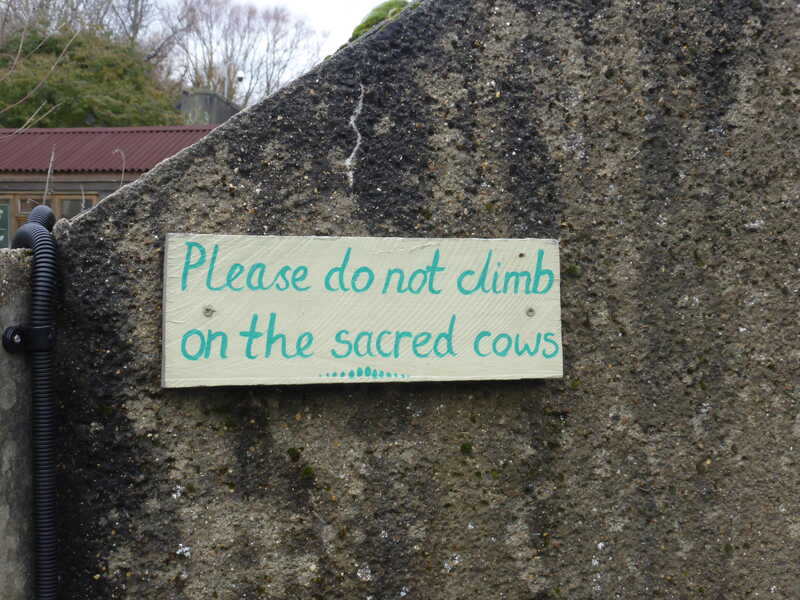 Please do not climb
on the sacred cows